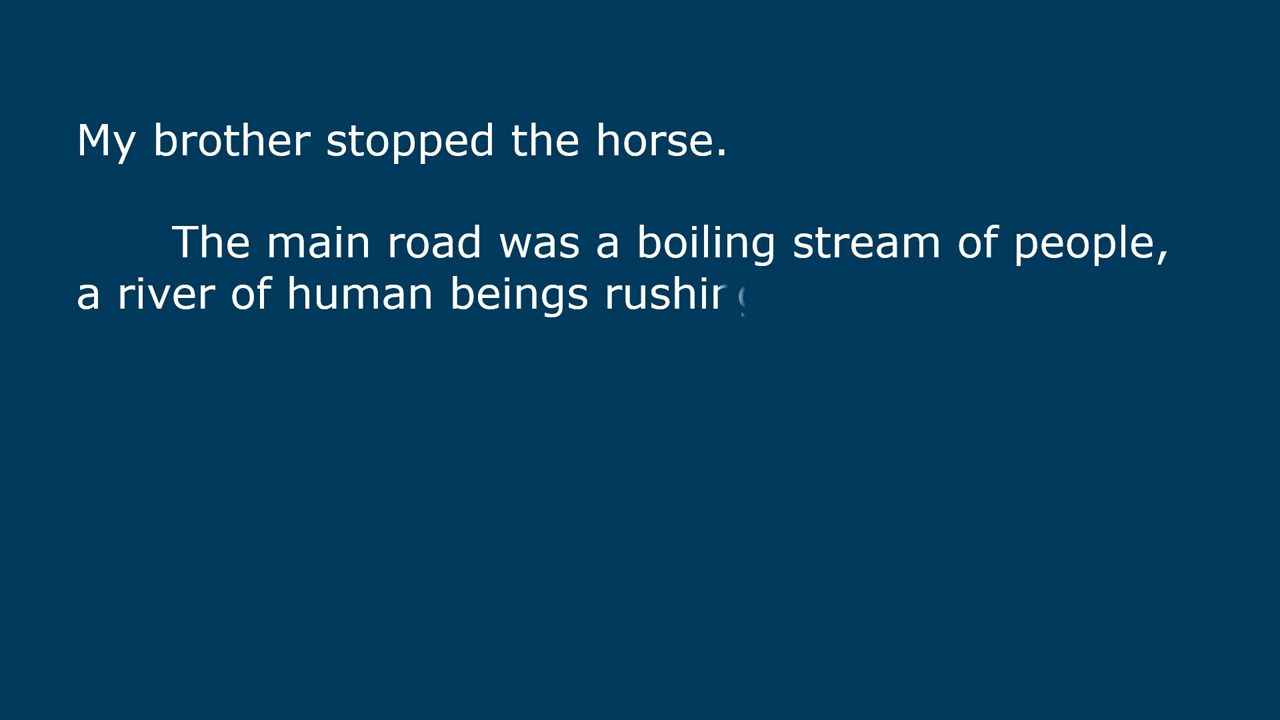 My brother stopped the horse.
The main road was a boiling stream of people,
a river of human beings rushing